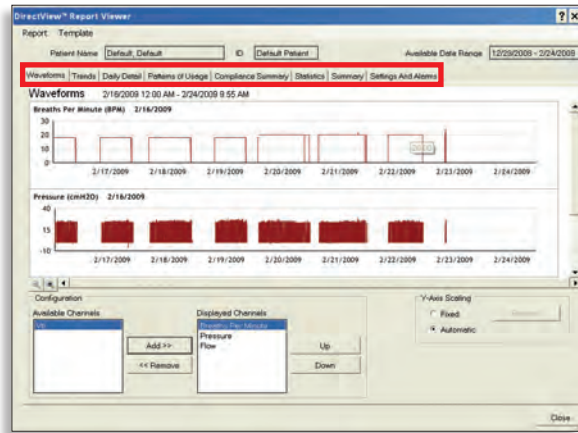 DirectView™ Report Viewer
Report Template
Patient Name Default, Default ID Default Patient Available Date Range 12/23/2008 - 2/24/2009
Waveforms Trends Daily Detail Patterns of Usage Compliance Summary Statistics Summary Settings And Alarms
Waveforms 2/16/2009 12:00 AM - 2/24/2009 9:55 AM
Breaths Per Minute (BPM) 2/16/2009
30
20
10
0
20.00
2/17/2009 2/18/2009 2/19/2009 2/20/2009 2/21/2009 2/22/2009 2/23/2009 2/24/2009
Pressure (cmH2O) 2/16/2009
40
15
-10
2/17/2009 2/18/2009 2/19/2009 2/20/2009 2/21/2009 2/22/2009 2/23/2009 2/24/2009
Configuration
Available Channels
Displayed Channels
Breaths Per Minute
Pressure
Flow
Add >>
<< Remove
Up
Down
Y-Axis Scaling
Fixed
Automatic
Close